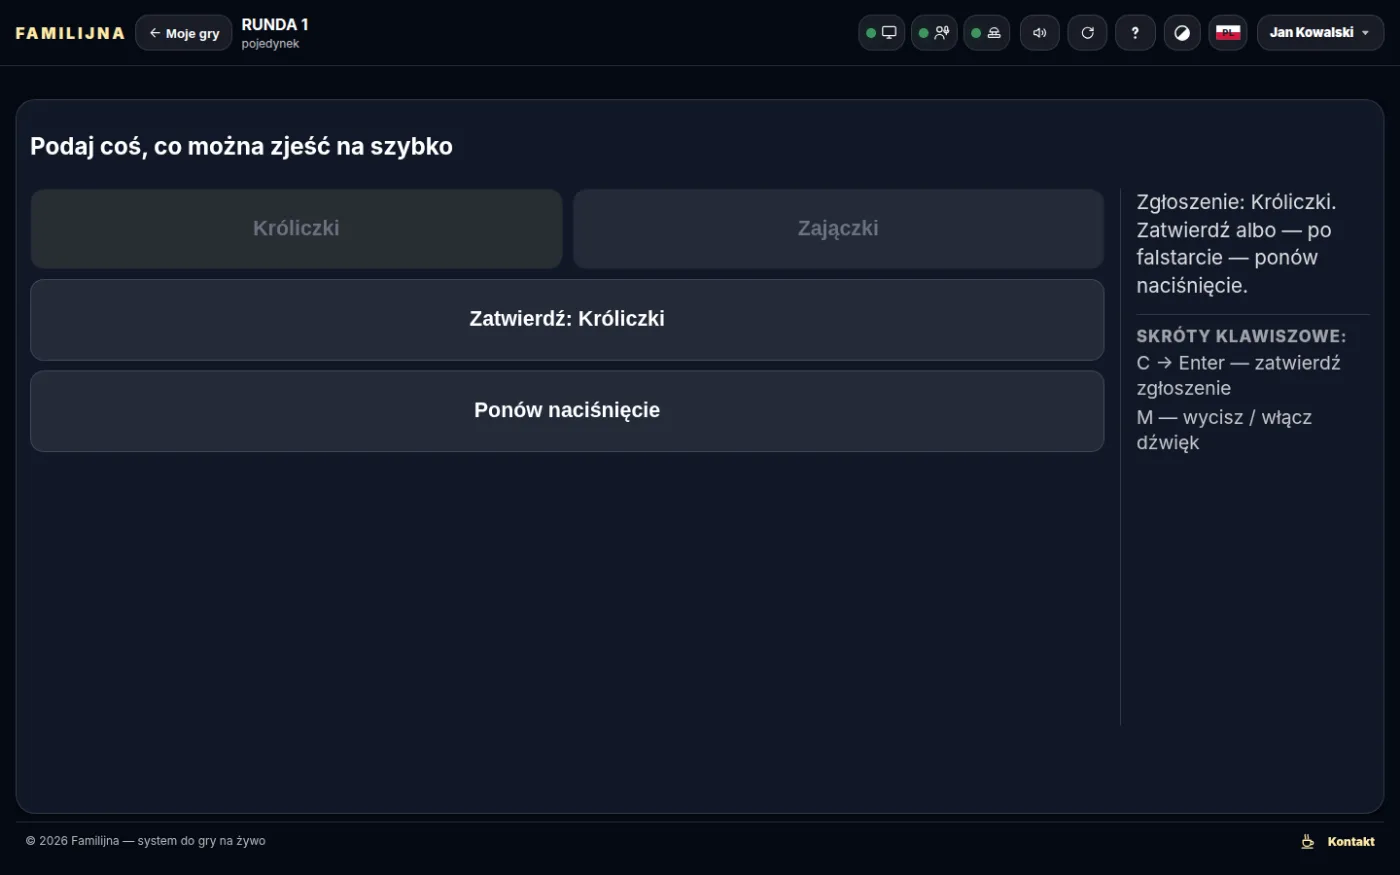 FAMILIJNA
← Moje gry
RUNDA 1
pojedynek
?
PL
Jan Kowalski
Podaj coś, co można zjeść na szybko
Króliczki
Zajączki
Zatwierdź: Króliczki
Ponów naciśnięcie
Zgłoszenie: Króliczki.
Zatwierdź albo — po
falstarcie — ponów
naciśnięcie.
SKRÓTY KLAWISZOWE:
C → Enter — zatwierdź
zgłoszenie
M — wycisz / włącz
dźwięk
© 2026 Familijna — system do gry na żywo
Kontakt